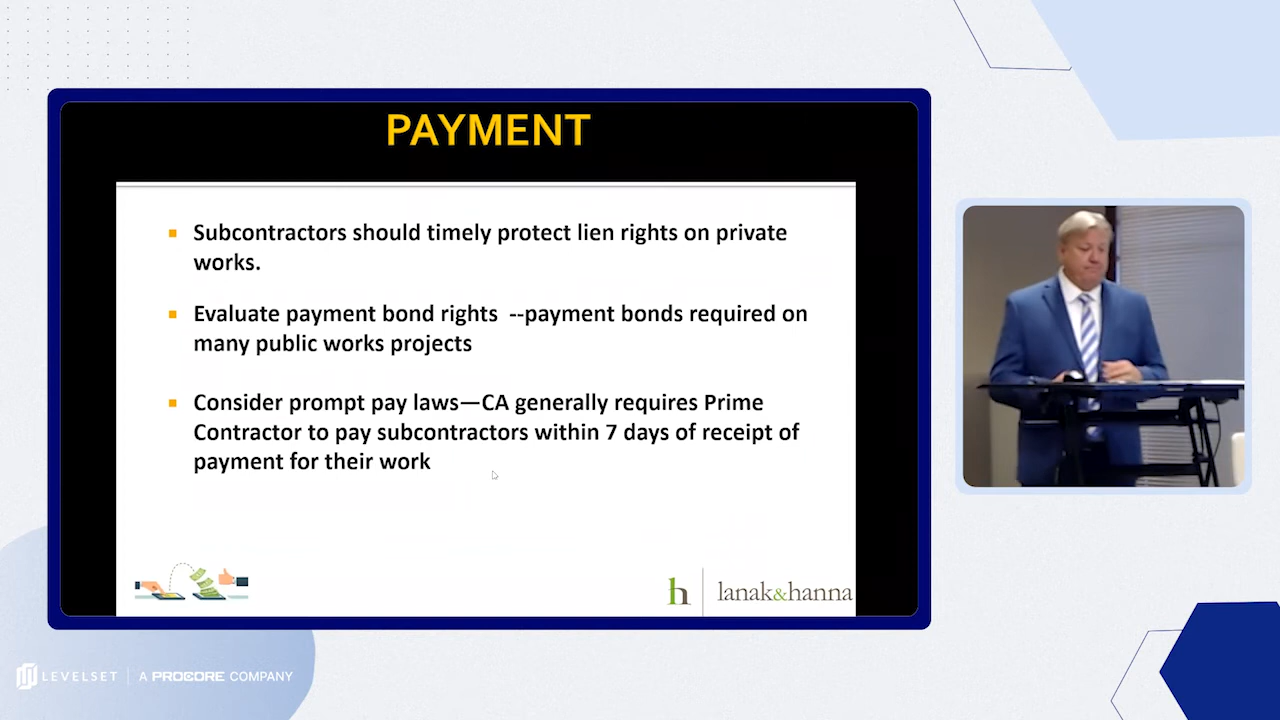 PAYMENT
▪ Subcontractors should timely protect lien rights on private
works.
▪ Evaluate payment bond rights --payment bonds required on
many public works projects
▪ Consider prompt pay laws—CA generally requires Prime
Contractor to pay subcontractors within 7 days of receipt of
payment for their work
h lanak&hanna
LEVELSET | A PROCORE COMPANY